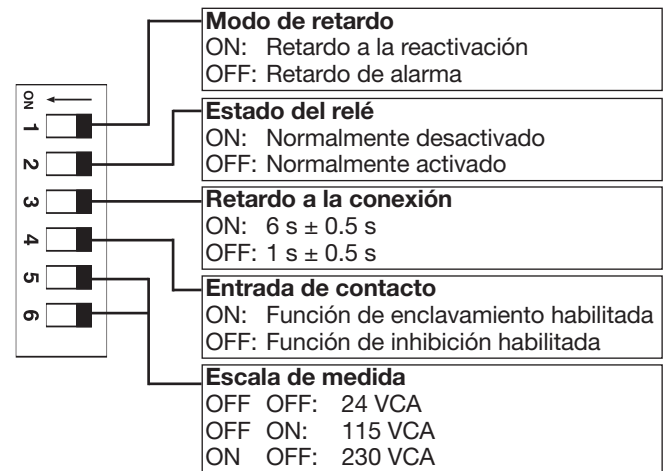 Modo de retardo
ON: Retardo a la reactivación
OFF: Retardo de alarma
Estado del relé
ON: Normalmente desactivado
OFF: Normalmente activado
Retardo a la conexión
ON: 6 s ± 0.5 s
OFF: 1 s ± 0.5 s
Entrada de contacto
ON: Función de enclavamiento habilitada
OFF: Función de inhibición habilitada
Escala de medida
OFF OFF: 24 VCA
OFF ON: 115 VCA
ON OFF: 230 VCA
ON
1
2
3
4
5
6